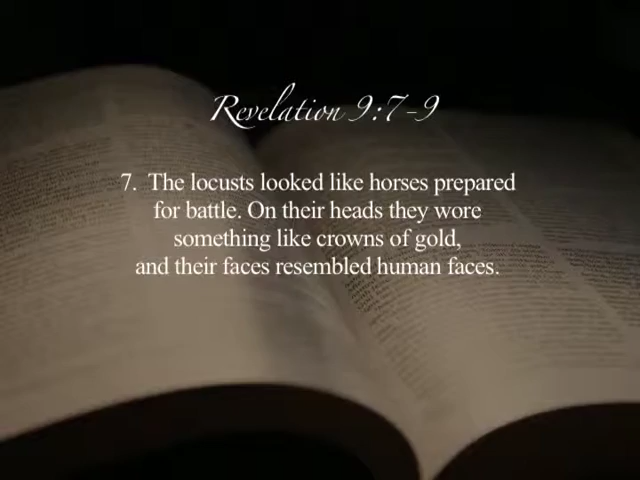 Revelation 9:7-9
7. The locusts looked like horses prepared
for battle. On their heads they wore
something like crowns of gold,
and their faces resembled human faces.